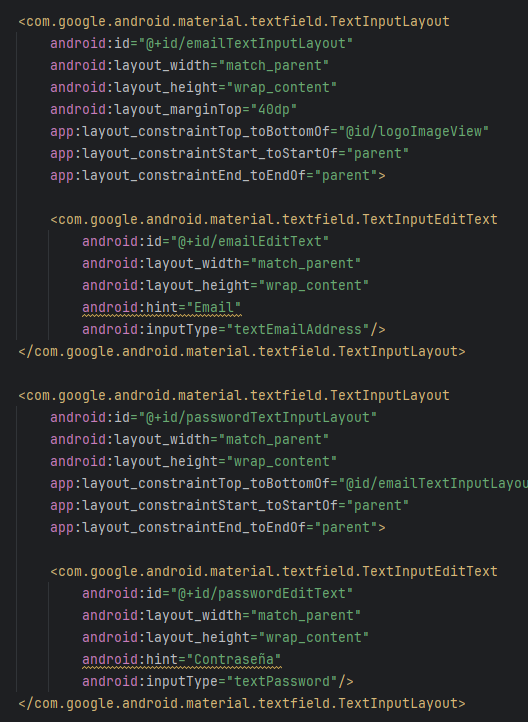 <com.google.android.material.textfield.TextInputLayout
android:id="@+id/emailTextInputLayout"
android:layout_width="match_parent"
android:layout_height="wrap_content"
android:layout_marginTop="40dp"
app:layout_constraintTop_toBottomOf="@id/logoImageView"
app:layout_constraintStart_toStartOf="parent"
app:layout_constraintEnd_toEndOf="parent">
<com.google.android.material.textfield.TextInputEditText
android:id="@+id/emailEditText"
android:layout_width="match_parent"
android:layout_height="wrap_content"
android:hint="Email"
android:inputType="textEmailAddress"/>
</com.google.android.material.textfield.TextInputLayout>
<com.google.android.material.textfield.TextInputLayout
android:id="@+id/passwordTextInputLayout"
android:layout_width="match_parent"
android:layout_height="wrap_content"
app:layout_constraintTop_toBottomOf="@id/emailTextInputLayou
app:layout_constraintStart_toStartOf="parent"
app:layout_constraintEnd_toEndOf="parent">
<com.google.android.material.textfield.TextInputEditText
android:id="@+id/passwordEditText"
android:layout_width="match_parent"
android:layout_height="wrap_content"
android:hint="Contraseña"
android:inputType="textPassword"/>
</com.google.android.material.textfield.TextInputLayout>